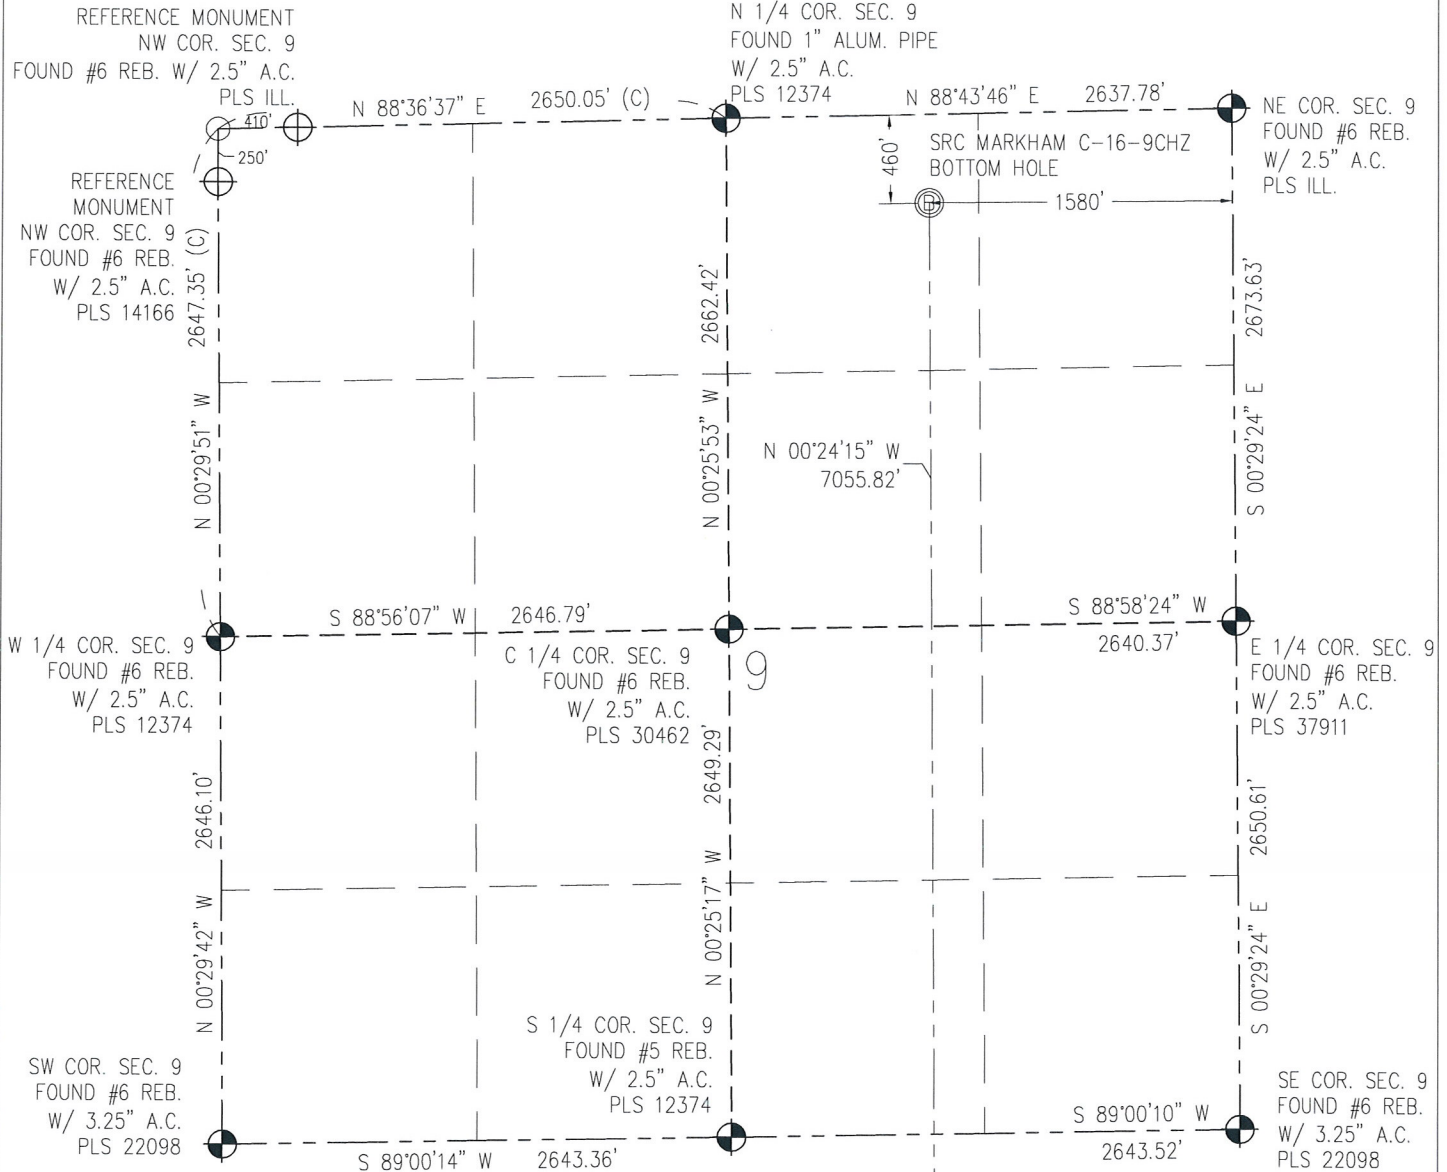 REFERENCE MONUMENT
NW COR. SEC. 9
FOUND #6 REB. W/ 2.5" A.C.
PLS ILL.
N 1/4 COR. SEC. 9
FOUND 1" ALUM. PIPE
W/ 2.5" A.C.
PLS 12374
N 88°36'37" E
2650.05' (C)
N 88°43'46" E
2637.78'
NE COR. SEC. 9
FOUND #6 REB.
W/ 2.5" A.C.
PLS ILL.
410'
250'
460'
SRC MARKHAM C-16-9CHZ
BOTTOM HOLE
B
1580'
REFERENCE
MONUMENT
NW COR. SEC. 9
FOUND #6 REB.
W/ 2.5" A.C.
PLS 14166
2647.35' (C)
N 00°29'51" W
2662.42'
N 00°25'53" W
2673.63'
S 00°29'24" E
N 00°24'15" W
7055.82'
S 88°56'07" W
2646.79'
S 88°58'24" W
2640.37'
W 1/4 COR. SEC. 9
FOUND #6 REB.
W/ 2.5" A.C.
PLS 12374
C 1/4 COR. SEC. 9
FOUND #6 REB.
W/ 2.5" A.C.
PLS 30462
9
E 1/4 COR. SEC. 9
FOUND #6 REB.
W/ 2.5" A.C.
PLS 37911
2646.10'
N 00°29'42" W
2649.29'
N 00°25'17" W
2650.61'
S 00°29'24" E
SW COR. SEC. 9
FOUND #6 REB.
W/ 3.25" A.C.
PLS 22098
S 1/4 COR. SEC. 9
FOUND #5 REB.
W/ 2.5" A.C.
PLS 12374
SE COR. SEC. 9
FOUND #6 REB.
W/ 3.25" A.C.
PLS 22098
S 89°00'14" W
2643.36'
S 89°00'10" W
2643.52'